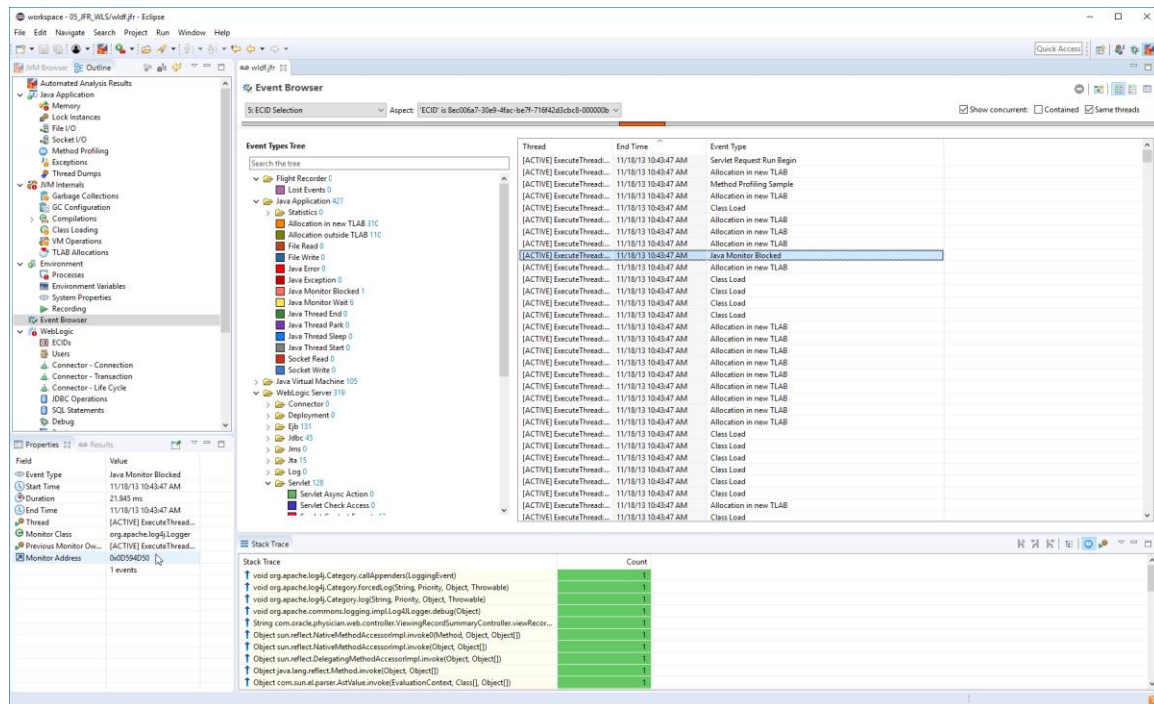 workspace - 05_JFR_WLS/wldf.jfr - Eclipse
File Edit Navigate Search Project Run Window Help
Quick Access
JVM Browser Outline
Automated Analysis Results
Java Application
Memory
Lock Instances
File I/O
Socket I/O
Method Profiling
Exceptions
Thread Dumps
JVM Internals
Garbage Collections
GC Configuration
Compilations
Class Loading
VM Operations
TLAB Allocations
Environment
Processes
Environment Variables
System Properties
Recording
Event Browser
WebLogic
ECIDs
Users
Connector - Connection
Connector - Transaction
Connector - Life Cycle
JDBC Operations
SQL Statements
Debug
Properties Results
Field Value
Event Type Java Monitor Blocked
Start Time 11/18/13 10:43:47 AM
Duration 21.945 ms
End Time 11/18/13 10:43:47 AM
Thread [ACTIVE] ExecuteThread...
Monitor Class org.apache.log4j.Logger
Previous Monitor Ow... [ACTIVE] ExecuteThread...
Monitor Address 0x0D594D50
1 events
wldf.jfr
Event Browser
5: ECID Selection Aspect: 'ECID' is 8ec006a7-30e9-4fac-be7f-716f42d3cbc8-000000b Show concurrent: Contained Same threads
Event Types Tree
Search the tree
Flight Recorder 0
Lost Events 0
Java Application 427
Statistics 0
Allocation in new TLAB 310
Allocation outside TLAB 110
File Read 0
File Write 0
Java Error 0
Java Exception 0
Java Monitor Blocked 1
Java Monitor Wait 6
Java Thread End 0
Java Thread Park 0
Java Thread Sleep 0
Java Thread Start 0
Socket Read 0
Socket Write 0
Java Virtual Machine 105
WebLogic Server 319
Connector 0
Deployment 0
Ejb 131
Jdbc 45
Jms 0
Jta 15
Log 0
Servlet 128
Servlet Async Action 0
Servlet Check Access 0
Thread End Time Event Type
[ACTIVE] ExecuteThread:... 11/18/13 10:43:47 AM Servlet Request Run Begin
[ACTIVE] ExecuteThread:... 11/18/13 10:43:47 AM Allocation in new TLAB
[ACTIVE] ExecuteThread:... 11/18/13 10:43:47 AM Method Profiling Sample
[ACTIVE] ExecuteThread:... 11/18/13 10:43:47 AM Allocation in new TLAB
[ACTIVE] ExecuteThread:... 11/18/13 10:43:47 AM Class Load
[ACTIVE] ExecuteThread:... 11/18/13 10:43:47 AM Allocation in new TLAB
[ACTIVE] ExecuteThread:... 11/18/13 10:43:47 AM Allocation in new TLAB
[ACTIVE] ExecuteThread:... 11/18/13 10:43:47 AM Allocation in new TLAB
[ACTIVE] ExecuteThread:... 11/18/13 10:43:47 AM Java Monitor Blocked
[ACTIVE] ExecuteThread:... 11/18/13 10:43:47 AM Allocation in new TLAB
[ACTIVE] ExecuteThread:... 11/18/13 10:43:47 AM Class Load
[ACTIVE] ExecuteThread:... 11/18/13 10:43:47 AM Class Load
[ACTIVE] ExecuteThread:... 11/18/13 10:43:47 AM Class Load
[ACTIVE] ExecuteThread:... 11/18/13 10:43:47 AM Class Load
[ACTIVE] ExecuteThread:... 11/18/13 10:43:47 AM Allocation in new TLAB
[ACTIVE] ExecuteThread:... 11/18/13 10:43:47 AM Class Load
[ACTIVE] ExecuteThread:... 11/18/13 10:43:47 AM Allocation in new TLAB
[ACTIVE] ExecuteThread:... 11/18/13 10:43:47 AM Allocation in new TLAB
[ACTIVE] ExecuteThread:... 11/18/13 10:43:47 AM Allocation in new TLAB
[ACTIVE] ExecuteThread:... 11/18/13 10:43:47 AM Allocation in new TLAB
[ACTIVE] ExecuteThread:... 11/18/13 10:43:47 AM Allocation in new TLAB
[ACTIVE] ExecuteThread:... 11/18/13 10:43:47 AM Allocation in new TLAB
[ACTIVE] ExecuteThread:... 11/18/13 10:43:47 AM Allocation in new TLAB
[ACTIVE] ExecuteThread:... 11/18/13 10:43:47 AM Class Load
[ACTIVE] ExecuteThread:... 11/18/13 10:43:47 AM Class Load
[ACTIVE] ExecuteThread:... 11/18/13 10:43:47 AM Class Load
[ACTIVE] ExecuteThread:... 11/18/13 10:43:47 AM Class Load
[ACTIVE] ExecuteThread:... 11/18/13 10:43:47 AM Class Load
[ACTIVE] ExecuteThread:... 11/18/13 10:43:47 AM Class Load
[ACTIVE] ExecuteThread:... 11/18/13 10:43:47 AM Allocation in new TLAB
[ACTIVE] ExecuteThread:... 11/18/13 10:43:47 AM Class Load
Stack Trace
Stack Trace Count
void org.apache.log4j.Category.callAppenders(LoggingEvent) 1
void org.apache.log4j.Category.forcedLog(String, Priority, Object, Throwable) 1
void org.apache.log4j.Category.log(String, Priority, Object, Throwable) 1
void org.apache.commons.logging.impl.Log4JLogger.debug(Object) 1
String com.oracle.physician.web.controller.ViewingRecordSummaryController.viewRecor... 1
Object sun.reflect.NativeMethodAccessorImpl.invoke0(Method, Object, Object[]) 1
Object sun.reflect.NativeMethodAccessorImpl.invoke(Object, Object[]) 1
Object sun.reflect.DelegatingMethodAccessorImpl.invoke(Object, Object[]) 1
Object java.lang.reflect.Method.invoke(Object, Object[]) 1
Object com.sun.el.parser.AstValue.invoke(EvaluationContext, Class[], Object[]) 1